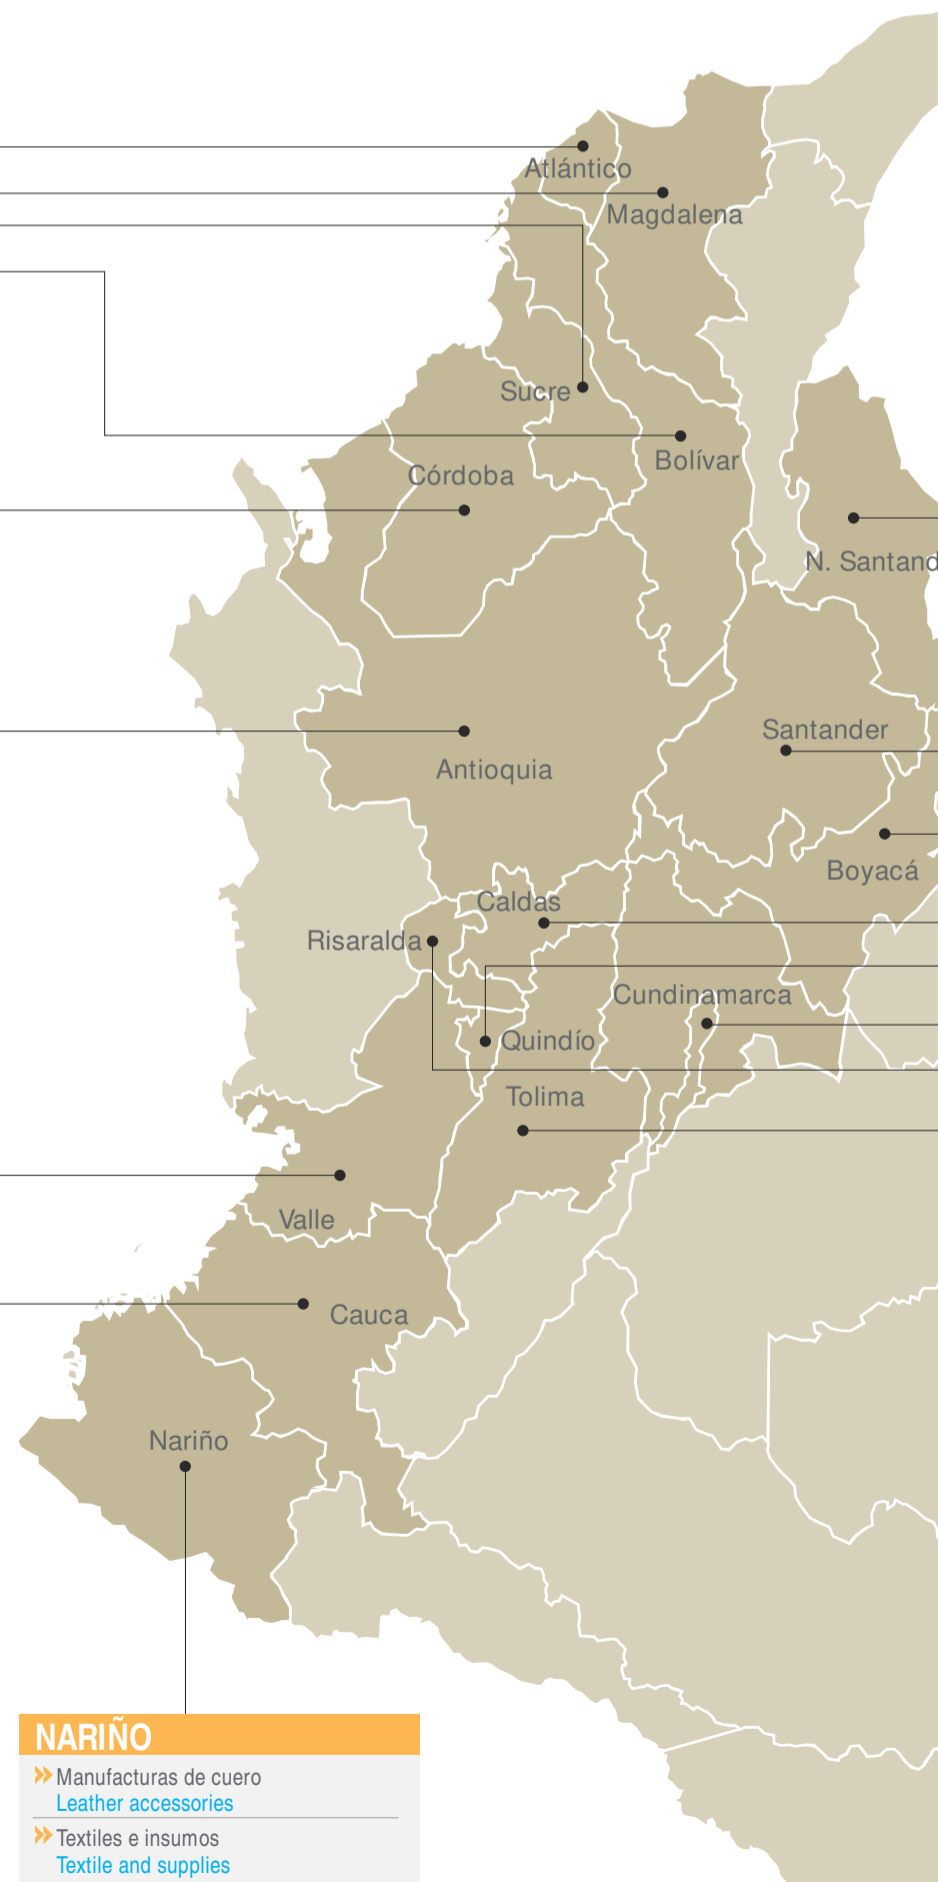 Atlántico
Magdalena
Sucre
Bolívar
Córdoba
N. Santand
Santander
Antioquia
Boyacá
Caldas
Risaralda
Cundinamarca
Quindío
Tolima
Valle
Cauca
Nariño
NARIÑO
Manufacturas de cuero
Leather accessories
Textiles e insumos
Textile and supplies